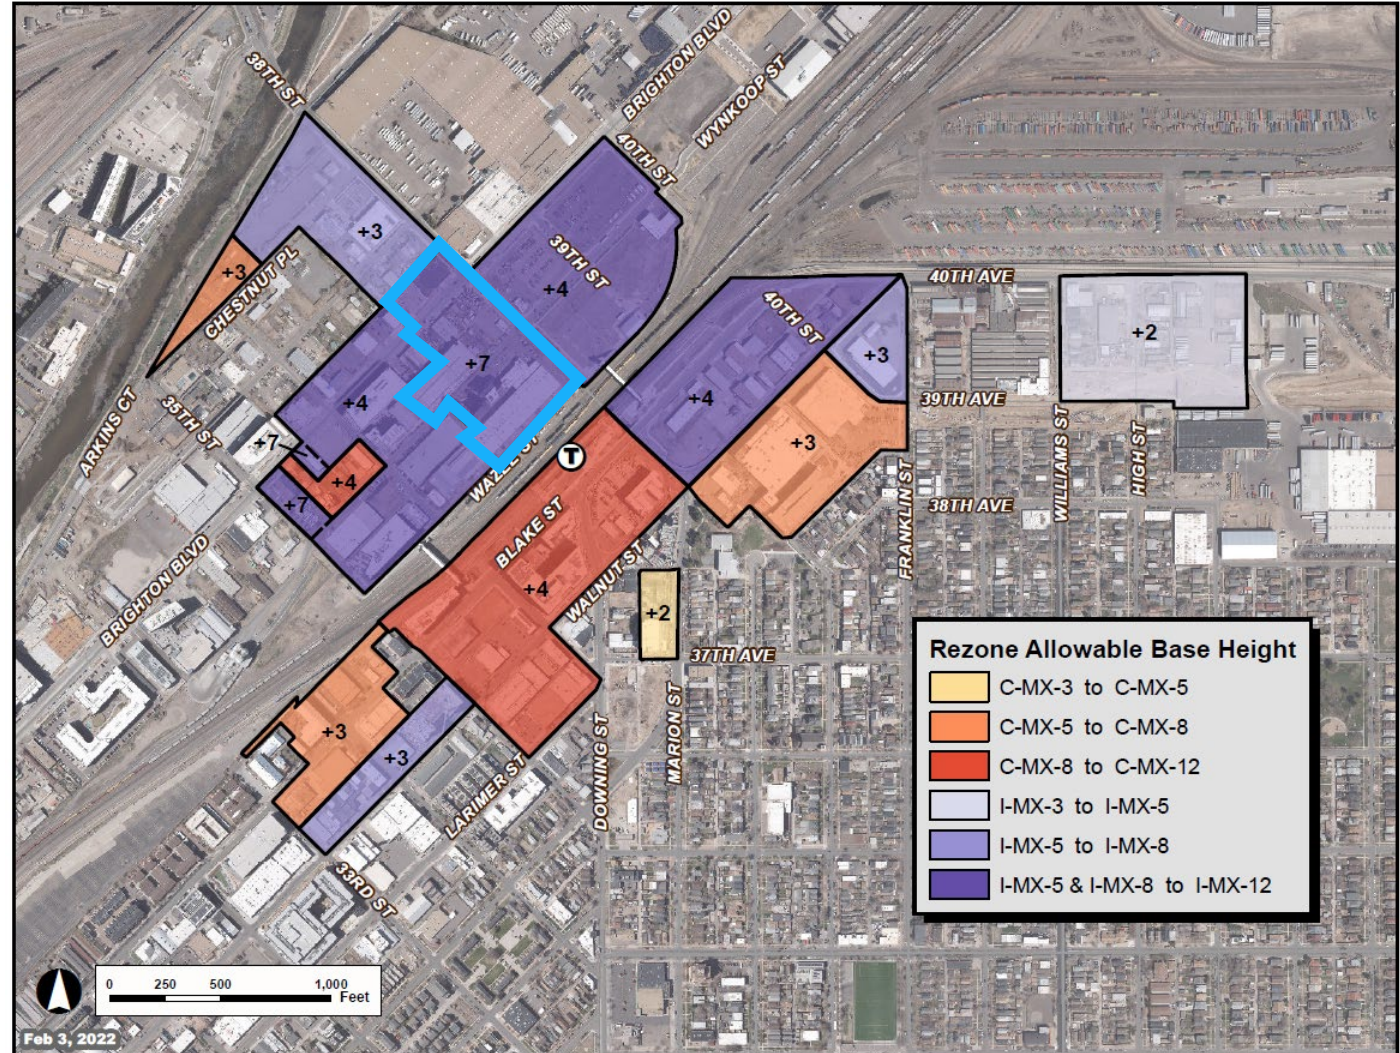 38TH ST
BRIGHTON BLVD
WYNKOOP ST
40TH ST
39TH ST
+3
+4
+3
CHESTNUT PL
ARKINS CT
35TH ST
+7
+4
+7
+4
+7
WAZEE ST
BRIGHTON BLVD
T
40TH ST
+4
+3
+3
40TH AVE
39TH AVE
38TH AVE
+2
WILLIAMS ST
HIGH ST
FRANKLIN ST
BLAKE ST
+4
WALNUT ST
+2
37TH AVE
MARION ST
DOWNING ST
+3
+3
LARIMER ST
33RD ST
Rezone Allowable Base Height
C-MX-3 to C-MX-5
C-MX-5 to C-MX-8
C-MX-8 to C-MX-12
I-MX-3 to I-MX-5
I-MX-5 to I-MX-8
I-MX-5 & I-MX-8 to I-MX-12
0 250 500 1,000
Feet
Feb 3, 2022